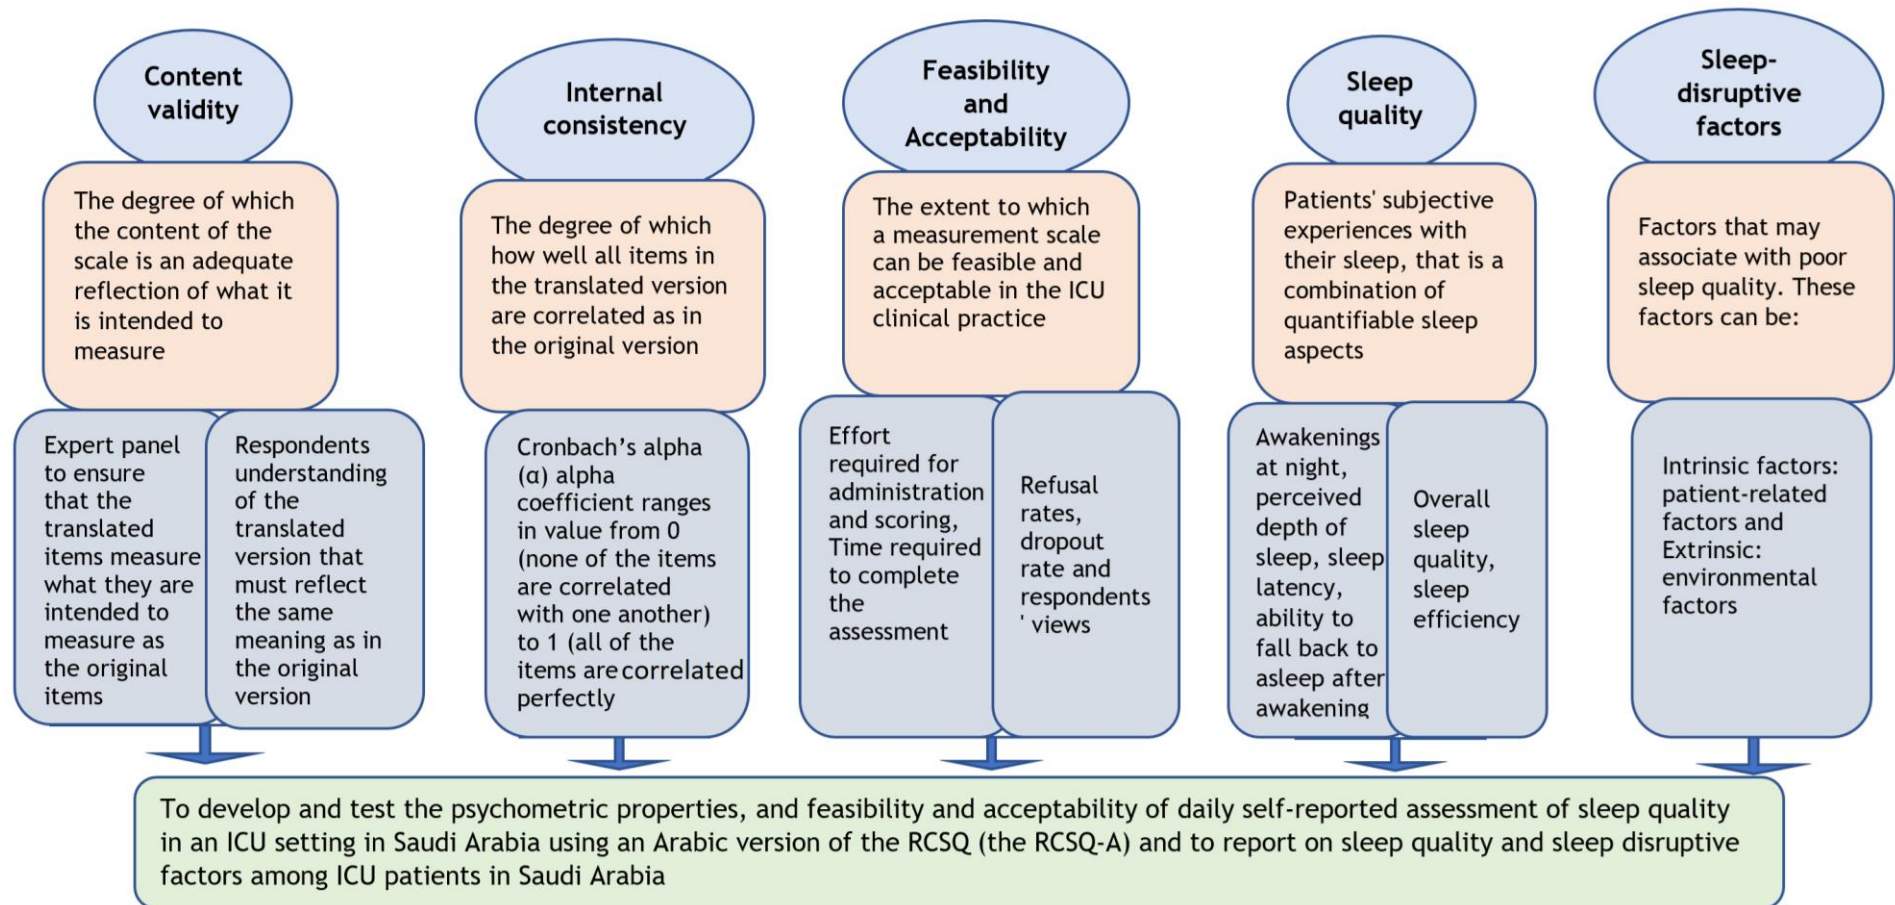 Content
validity
The degree of which
the content of the
scale is an adequate
reflection of what it
is intended to
measure
Expert panel
to ensure
that the
translated
items measure
what they are
intended to
measure as
the original
items
Respondents
understanding
of the
translated
version that
must reflect
the same
meaning as in
the original
version
Internal
consistency
The degree of which
how well all items in
the translated version
are correlated as in
the original version
Cronbach’s alpha
(α) alpha
coefficient ranges
in value from 0
(none of the items
are correlated
with one another)
to 1 (all of the
items are correlated
perfectly
Feasibility
and
Acceptability
The extent to which
a measurement scale
can be feasible and
acceptable in the ICU
clinical practice
Effort
required for
administration
and scoring,
Time required
to complete
the
assessment
Refusal
rates,
dropout
rate and
respondents
' views
Sleep
quality
Patients' subjective
experiences with
their sleep, that is a
combination of
quantifiable sleep
aspects
Awakenings
at night,
perceived
depth of
sleep, sleep
latency,
ability to
fall back to
asleep after
awakening
Overall
sleep
quality,
sleep
efficiency
Sleep-
disruptive
factors
Factors that may
associate with poor
sleep quality. These
factors can be:
Intrinsic factors:
patient-related
factors and
Extrinsic:
environmental
factors
To develop and test the psychometric properties, and feasibility and acceptability of daily self-reported assessment of sleep quality
in an ICU setting in Saudi Arabia using an Arabic version of the RCSQ (the RCSQ-A) and to report on sleep quality and sleep disruptive
factors among ICU patients in Saudi Arabia